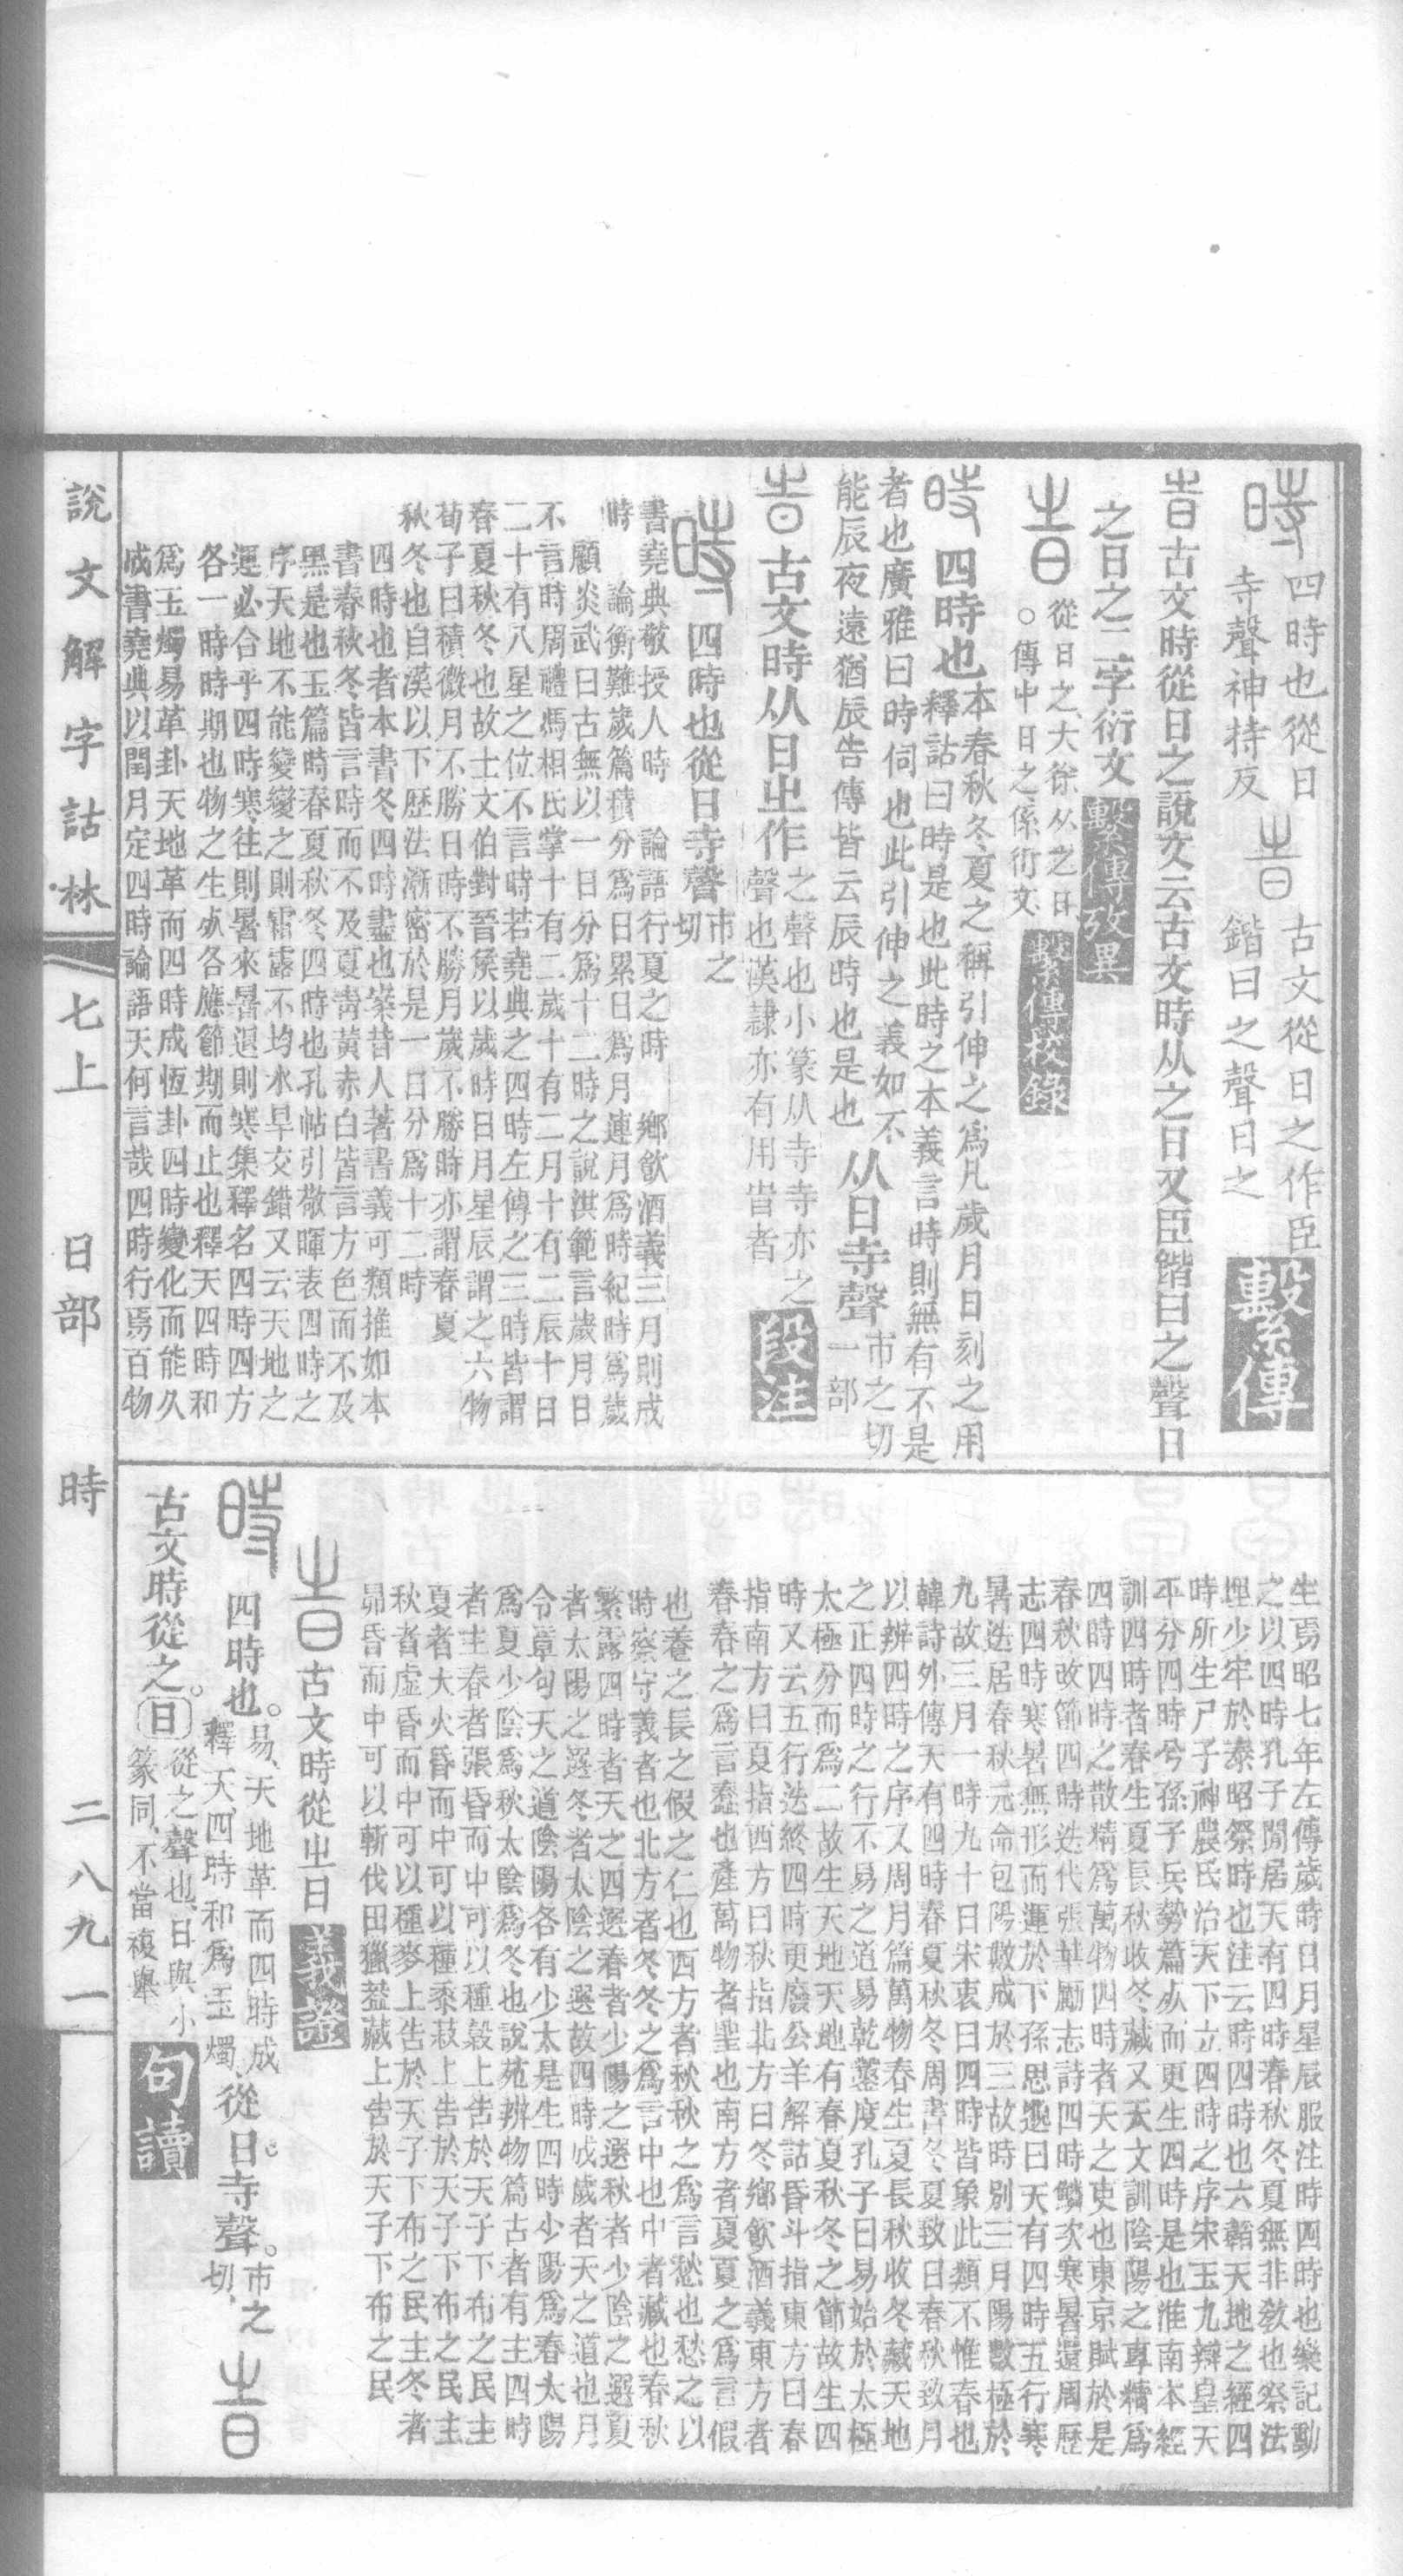 時 四時也從日
寺聲神持反
旹 古文從日之作臣
鍇曰之聲日之
繫傳
旹古文時從日之說文云古文時从之日又臣鍇曰之聲日
之日之二字衍文 繫傳攷異
旹 從日之大徐从之日
○傳中日之係衍文 繫傳校錄
時 四時也本春秋冬夏之稱引伸之爲凡歲月日刻之用
釋詁曰時是也此時之本義言時則無有不是
者也廣雅曰時伺也此引伸之義如不
能辰夜遠猶辰告傳皆云辰時也是也
从日寺聲 市之切
一部
旹 古文時从日㞢作 之聲也小篆从寺寺亦之
聲也漢隸亦有用旹者 段注
時 四時也從日寺聲 市之
切
書堯典敬授人時 論語行夏之時 鄉飲酒義三月則成
時 論衡難歲篇積分爲日累日爲月連月爲時紀時爲歲
顧炎武曰古無以一日分爲十二時之說洪範言歲月日
不言時周禮馮相氏掌十有二歲十有二月十有二辰十日
二十有八星之位不言時若堯典之四時左傳之三時皆謂
春夏秋冬也故士文伯對晉侯以歲時日月星辰謂之六物
荀子曰積微月不勝日時不勝月歲不勝時亦謂春夏
秋冬也自漢以下歷法漸密於是一日分爲十二時
四時也者本書冬四時盡也案昔人著書義可類推如本
書春秋冬皆言時而不及夏靑黃赤白皆言方色而不及
黑是也玉篇時春夏秋冬四時也孔帖引敬暉表四時之
序天地不能變變之則霜露不均水旱交錯又云天地之
運必合乎四時寒往則暑來暑退則寒集釋名四時四方
各一時時期也物之生死各應節期而止也釋天四時和
爲玉燭易革卦天地革而四時成恆卦四時變化而能久
成書堯典以閏月定四時論語天何言哉四時行焉百物
生焉昭七年左傳歲時日月星辰服注時四時也樂記動
之以四時孔子閒居天有四時春秋冬夏無非敎也祭法
埋少牢於泰昭祭時也注云時四時也六韜天地之經四
時所生尸子神農氏治天下立四時之序宋玉九辯皇天
平分四時兮孫子兵勢篇死而更生四時是也淮南本經
訓四時者春生夏長秋收冬藏又天文訓陰陽之專精爲
四時四時之散精爲萬物四時者天之吏也東京賦於是
春秋改節四時迭代張華勵志詩四時鱗次寒暑還周歷
志四時寒暑無形而運於下孫思邈曰天有四時五行寒
暑迭居春秋元命包陽數成於三故時別三月陽數極於
九故三月一時九十日宋衷曰四時皆象此類不惟春也
韓詩外傳天有四時春夏秋冬周書冬夏致日春秋致月
以辨四時之序又周月篇萬物春生夏長秋收冬藏天地
之正四時之行不易之道易乾鑿度孔子曰易始於太極
太極分而爲二故生天地天地有春夏秋冬之節故生四
時又云五行迭終四時更廢公羊解詁昏斗指東方曰春
指南方曰夏指西方曰秋指北方曰冬鄉飲酒義東方者
春春之爲言蠢也產萬物者聖也南方者夏夏之爲言假
也養之長之假之仁也西方者秋秋之爲言愁也愁之以
時察守義者也北方者冬冬之爲言中也中者藏也春秋
繁露四時者天之四選春者少陽之選秋者少陰之選夏
者太陽之選冬者太陰之選故四時成歲者天之道也月
令章句天之道陰陽各有少太是生四時少陽爲春太陽
爲夏少陰爲秋太陰爲冬也說苑辨物篇古者有主四時
者主春者張昏而中可以種穀上告於天子下布之民主
夏者大火昏而中可以種黍菽上告於天子下布之民主
秋者虛昏而中可以種麥上告於天子下布之民主冬者
昴昏而中可以斬伐田獵蓋藏上告於天子下布之民
旹 古文時從㞢日 義證
時 四時也。易、天地革而四時成
釋天、四時和爲玉燭、從日。寺聲。市之
切、
旹
古文時從之。日 從之聲也、日與小
篆同、不當複舉 句讀
說文解字詁林 七上 日部 時 二八九一